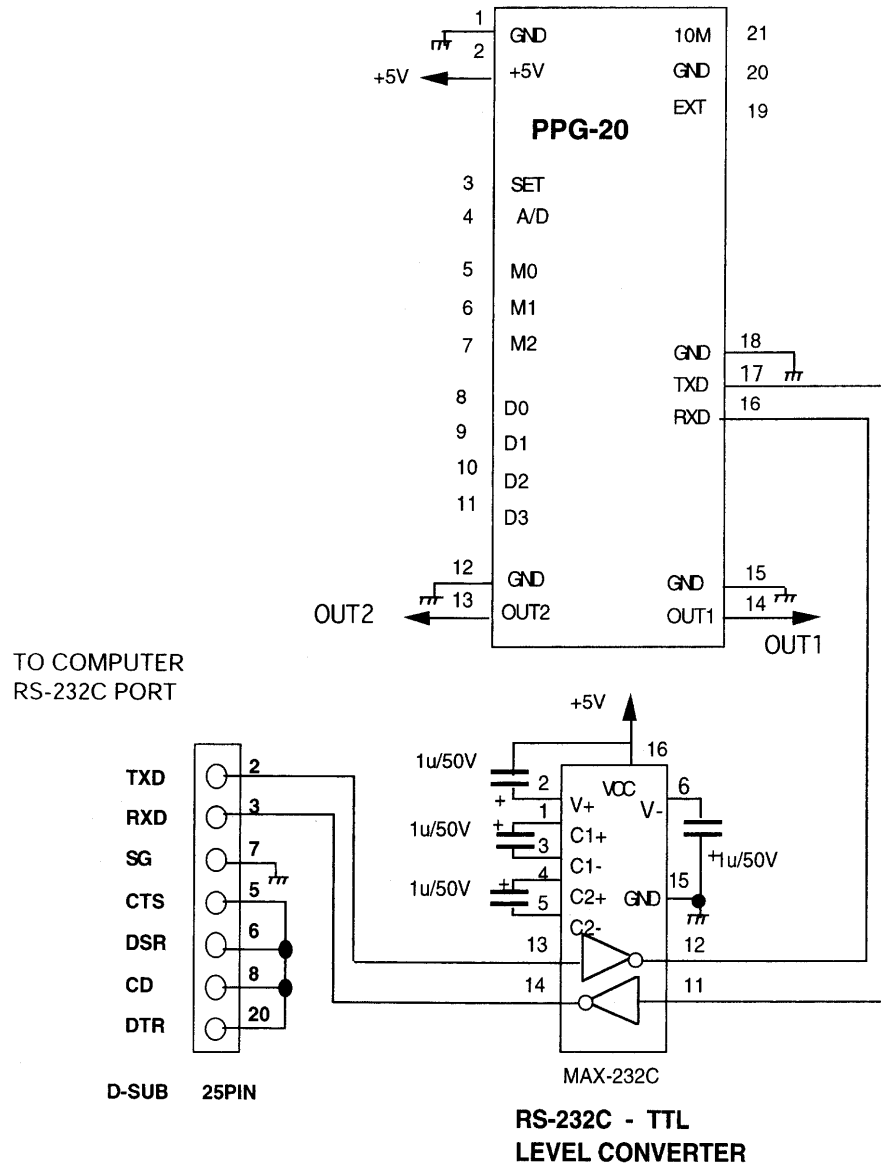 1 GND 10M 21
2 +5V +5V GND 20
EXT 19
PPG-20
3 SET
4 A/D
5 M0
6 M1
7 M2
GND 18
TXD 17
RXD 16
8 D0
9 D1
10 D2
11 D3
12 GND GND 15
OUT2 13 OUT2 OUT1 14
OUT1
TO COMPUTER
RS-232C PORT
+5V
16
VCC
1u/50V 2 V+
V- 6
1u/50V + 1 C1+
3 C1-
+ 1u/50V
1u/50V + 4 C2+
5 C2-
GND 15
13 12
14 11
TXD 2
RXD 3
SG 7
CTS 5
DSR 6
CD 8
DTR 20
D-SUB 25PIN
MAX-232C
RS-232C - TTL
LEVEL CONVERTER